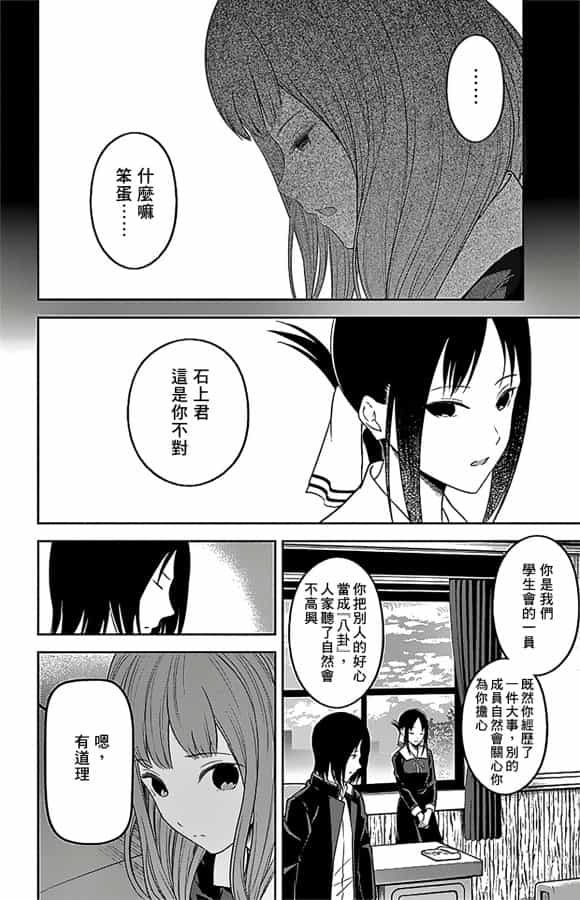 ⋯⋯
什麼嘛
笨蛋⋯⋯
石上君
這是你不對
你是我們
學生會的一員
既然你經歷了
一件大事，別的
成員自然會關心你
為你擔心
你把別人的好心
當成『八卦』，
人家聽了自然會
不高興
嗯，
有道理